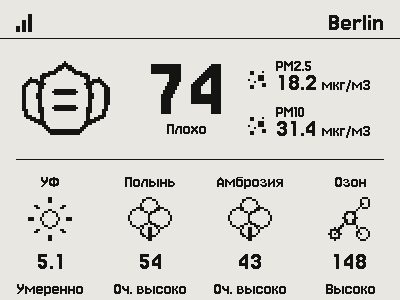 Berlin
74
Плохо
PM2.5
18.2 мкг/м3
PM10
31.4 мкг/м3
УФ Полынь Амброзия Озон
5.1 54 43 148
Умеренно Оч. высоко Оч. высоко Высоко